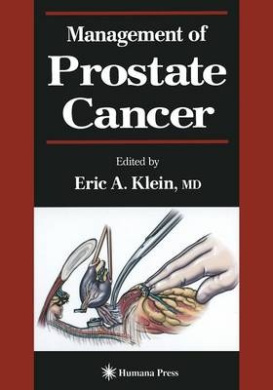 Management of
Prostate
Cancer
Edited by
Eric A. Klein, MD
Humana Press